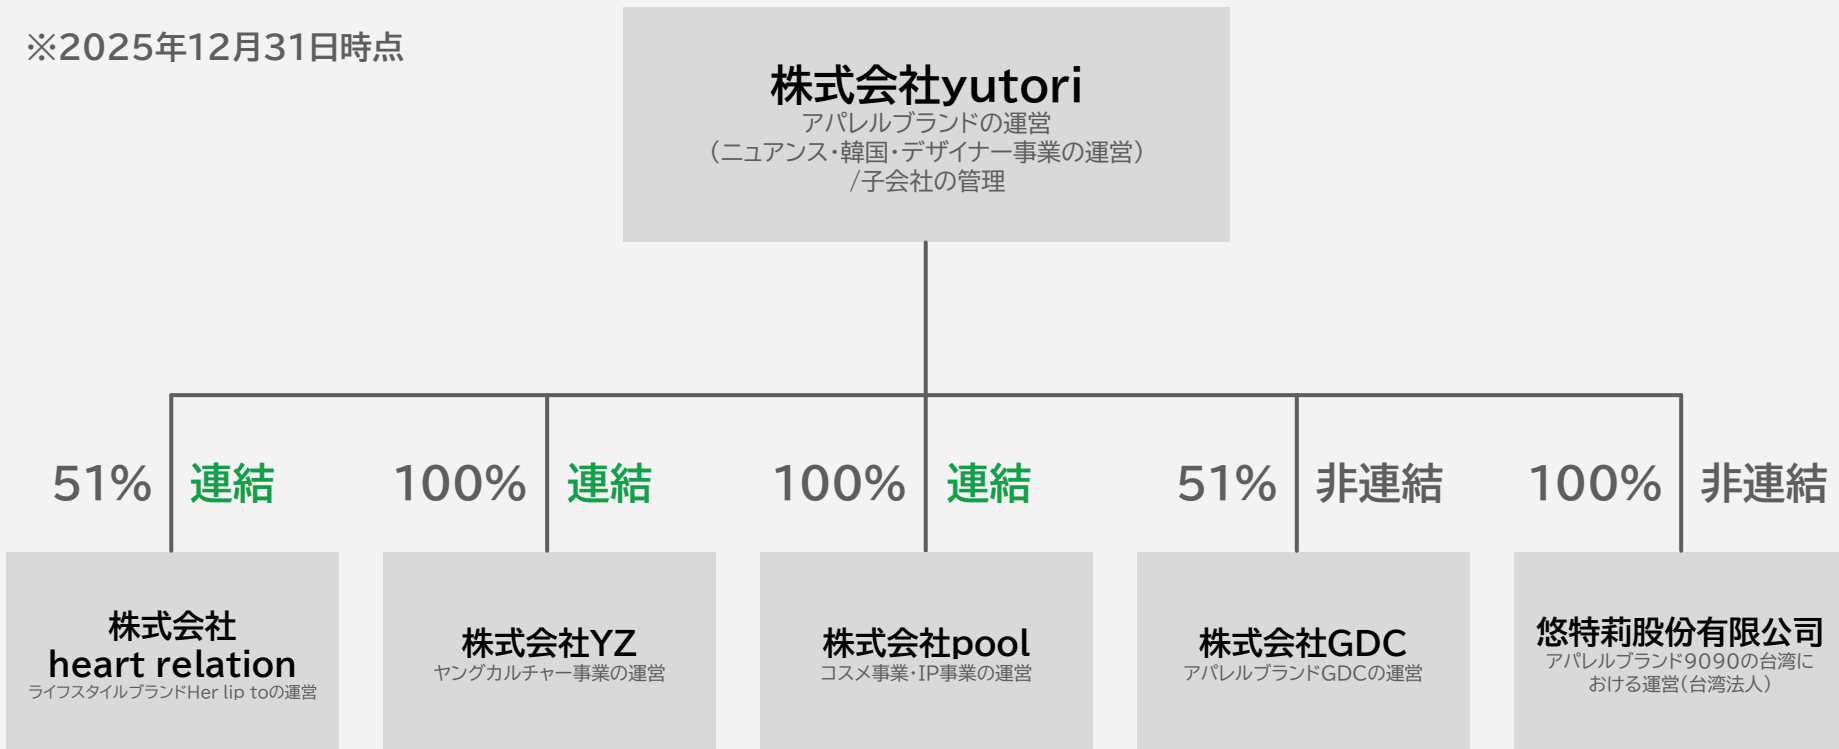 ※2025年12月31日時点
株式会社yutori
アパレルブランドの運営
（ニュアンス・韓国・デザイナー事業の運営）
/子会社の管理
51%
連結
100%
連結
100%
連結
51%
非連結
100%
非連結
株式会社
heart relation
ライフスタイルブランドHer lip toの運営
株式会社YZ
ヤングカルチャー事業の運営
株式会社pool
コスメ事業・IP事業の運営
株式会社GDC
アパレルブランドGDCの運営
悠特莉股份有限公司
アパレルブランド9090の台湾に
おける運営（台湾法人）